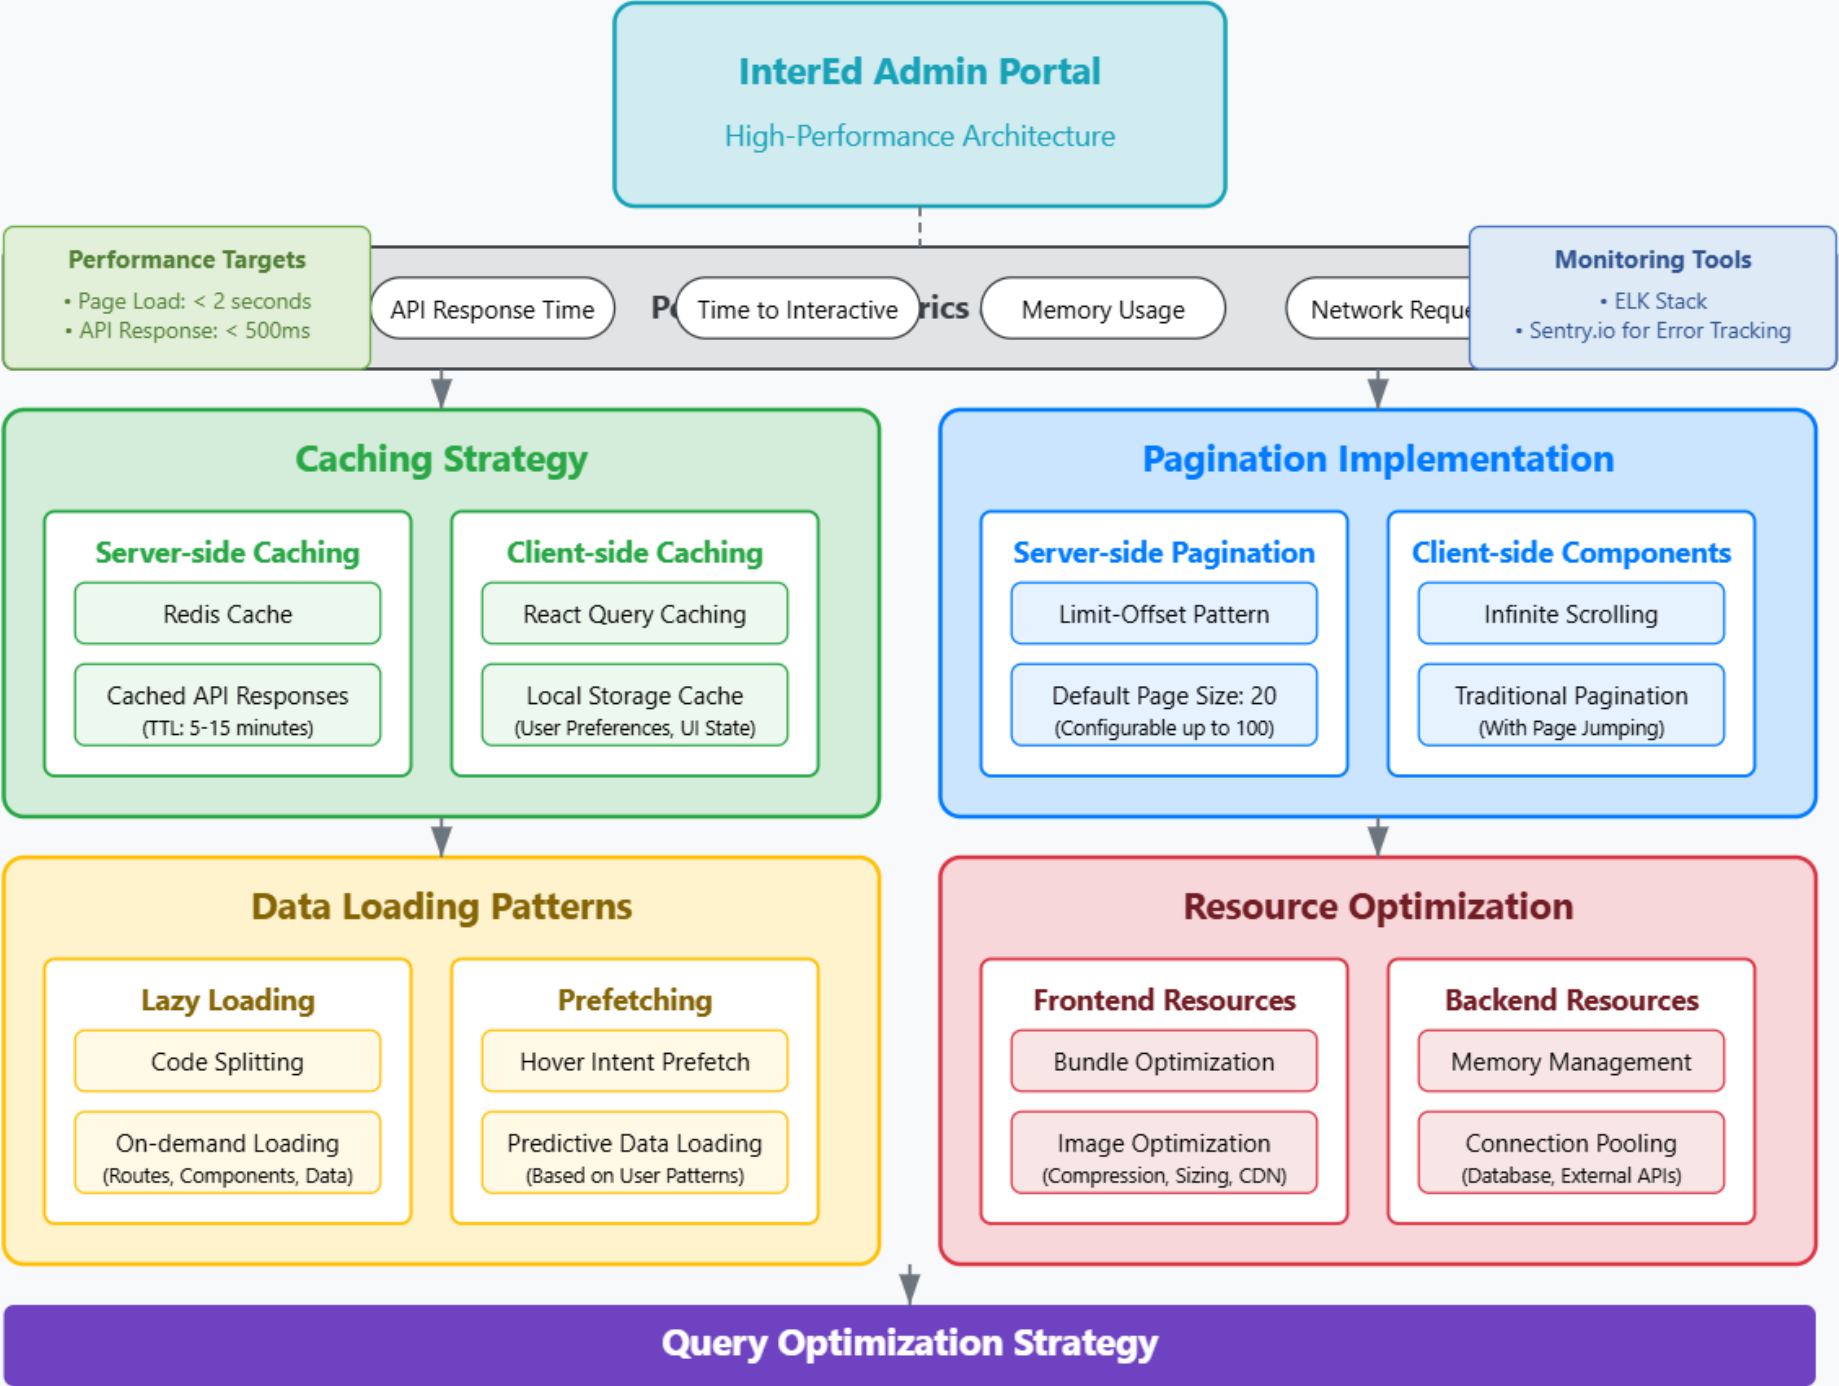 InterEd Admin Portal
High-Performance Architecture
Performance Targets
• Page Load: < 2 seconds
• API Response: < 500ms
API Response Time
Time to Interactive
Memory Usage
Network
Monitoring Tools
• ELK Stack
• Sentry.io for Error Tracking
Caching Strategy
Server-side Caching
Redis Cache
Cached API Responses
(TTL: 5-15 minutes)
Client-side Caching
React Query Caching
Local Storage Cache
(User Preferences, UI State)
Pagination Implementation
Server-side Pagination
Limit-Offset Pattern
Default Page Size: 20
(Configurable up to 100)
Client-side Components
Infinite Scrolling
Traditional Pagination
(With Page Jumping)
Data Loading Patterns
Lazy Loading
Code Splitting
On-demand Loading
(Routes, Components, Data)
Prefetching
Hover Intent Prefetch
Predictive Data Loading
(Based on User Patterns)
Resource Optimization
Frontend Resources
Bundle Optimization
Image Optimization
(Compression, Sizing, CDN)
Backend Resources
Memory Management
Connection Pooling
(Database, External APIs)
Query Optimization Strategy